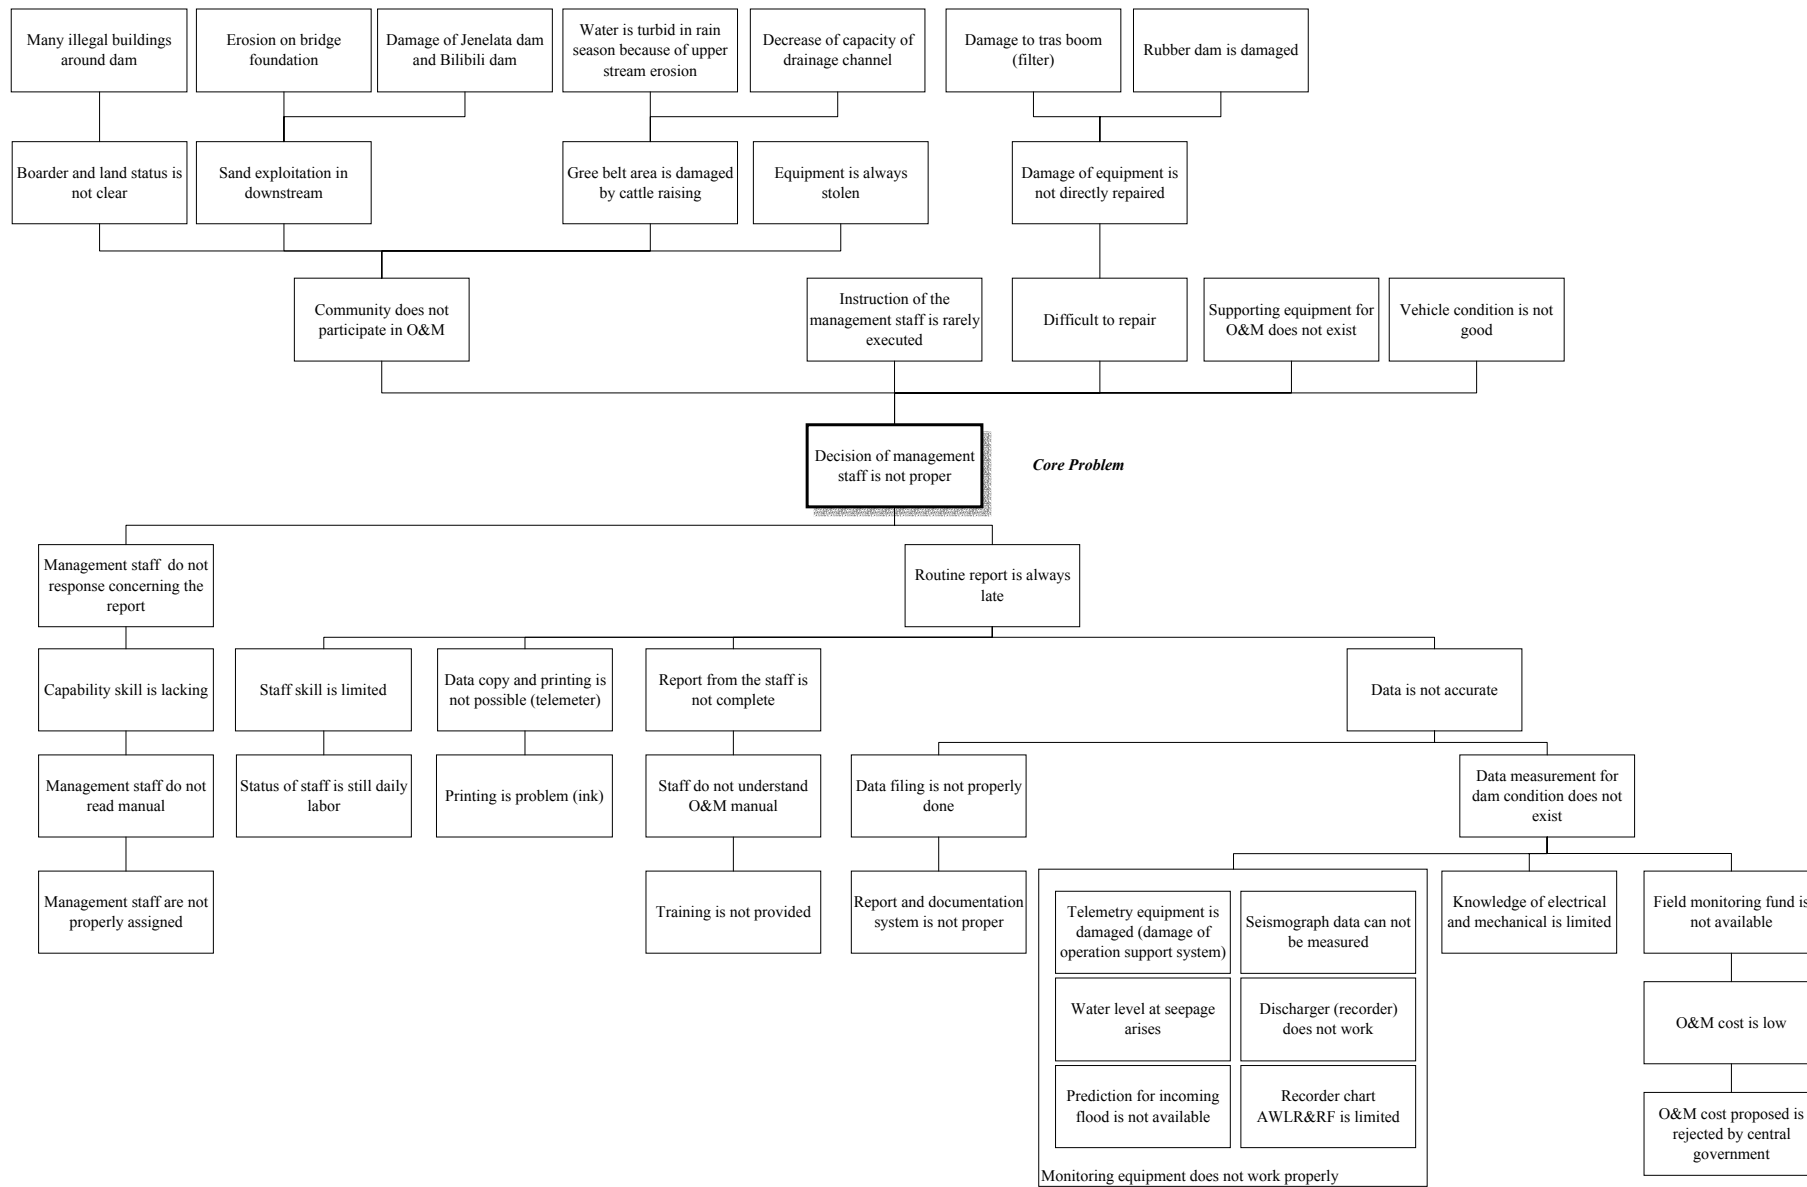 Many illegal buildings
around dam
Erosion on bridge
foundation
Damage of Jenelata dam
and Bilibili dam
Water is turbid in rain
season because of upper
stream erosion
Decrease of capacity of
drainage channel
Damage to tras boom
(filter)
Rubber dam is damaged
Boarder and land status is
not clear
Sand exploitation in
downstream
Gree belt area is damaged
by cattle raising
Equipment is always
stolen
Damage of equipment is
not directly repaired
Community does not
participate in O&M
Instruction of the
management staff is rarely
executed
Difficult to repair
Supporting equipment for
O&M does not exist
Vehicle condition is not
good
Decision of management
staff is not proper
Core Problem
Management staff do not
response concerning the
report
Routine report is always
late
Capability skill is lacking
Staff skill is limited
Data copy and printing is
not possible (telemeter)
Report from the staff is
not complete
Data is not accurate
Management staff do not
read manual
Status of staff is still daily
labor
Printing is problem (ink)
Staff do not understand
O&M manual
Data filing is not properly
done
Data measurement for
dam condition does not
exist
Management staff are not
properly assigned
Training is not provided
Report and documentation
system is not proper
Telemetry equipment is
damaged (damage of
operation support system)
Seismograph data can not
be measured
Water level at seepage
arises
Discharger (recorder)
does not work
Prediction for incoming
flood is not available
Recorder chart
AWLR&RF is limited
Monitoring equipment does not work properly
Knowledge of electrical
and mechanical is limited
Field monitoring fund is
not available
O&M cost is low
O&M cost proposed is
rejected by central
government